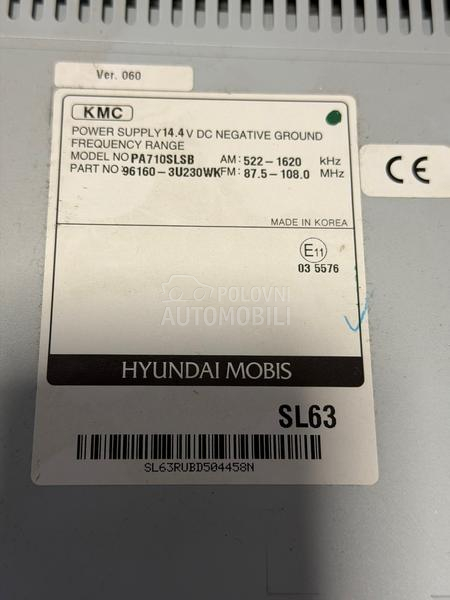 Ver. 060
KMC
POWER SUPPLY 14.4 V DC NEGATIVE GROUND
FREQUENCY RANGE
MODEL NO PA710SLSB AM: 522-1620 kHz
PART NO 96160-3U230WK FM: 87.5-108.0 MHz
CE
MADE IN KOREA
E11
03 5576
POLOVNI
AUTOMOBILI
HYUNDAI MOBIS
SL63
SL63RUBD504458N